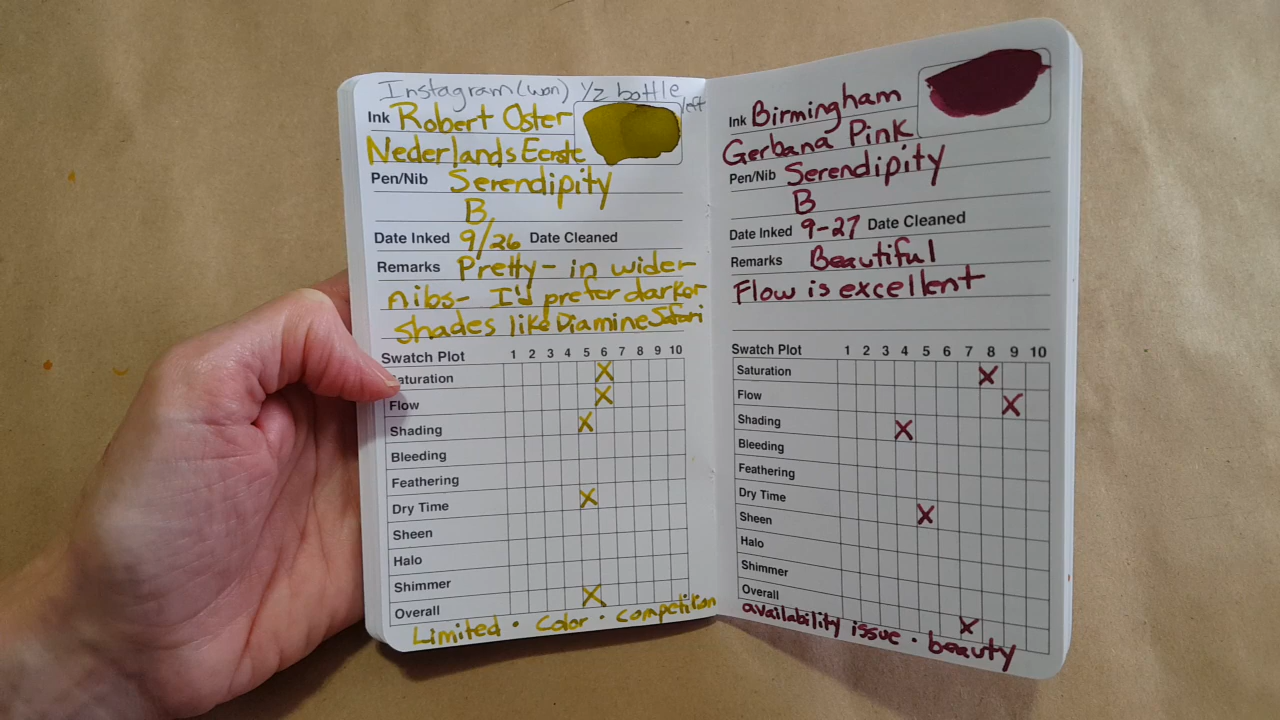 Instagram (won) 1/2 bottle left
Ink Robert Oster
Nederlands Eerste
Pen/Nib Serendipity
B
Date Inked 9/26 Date Cleaned
Remarks Pretty - in wider
nibs - I'd prefer darker
shades like Diamine Safari
Swatch Plot 1 2 3 4 5 6 7 8 9 10
Saturation X
Flow X
Shading X
Bleeding
Feathering
Dry Time X
Sheen
Halo
Shimmer
Overall X
Limited · Color · competition
Ink Birmingham
Gerbana Pink
Pen/Nib Serendipity
B
Date Inked 9-27 Date Cleaned
Remarks Beautiful
Flow is excellent
Swatch Plot 1 2 3 4 5 6 7 8 9 10
Saturation X
Flow X
Shading X
Bleeding
Feathering
Dry Time X
Sheen
Halo
Shimmer
Overall X
availability issue · beauty